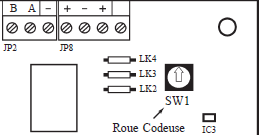 B A – + – +
JP2 JP8
LK4
LK3
LK2
SW1
Roue Codeuse
IC3